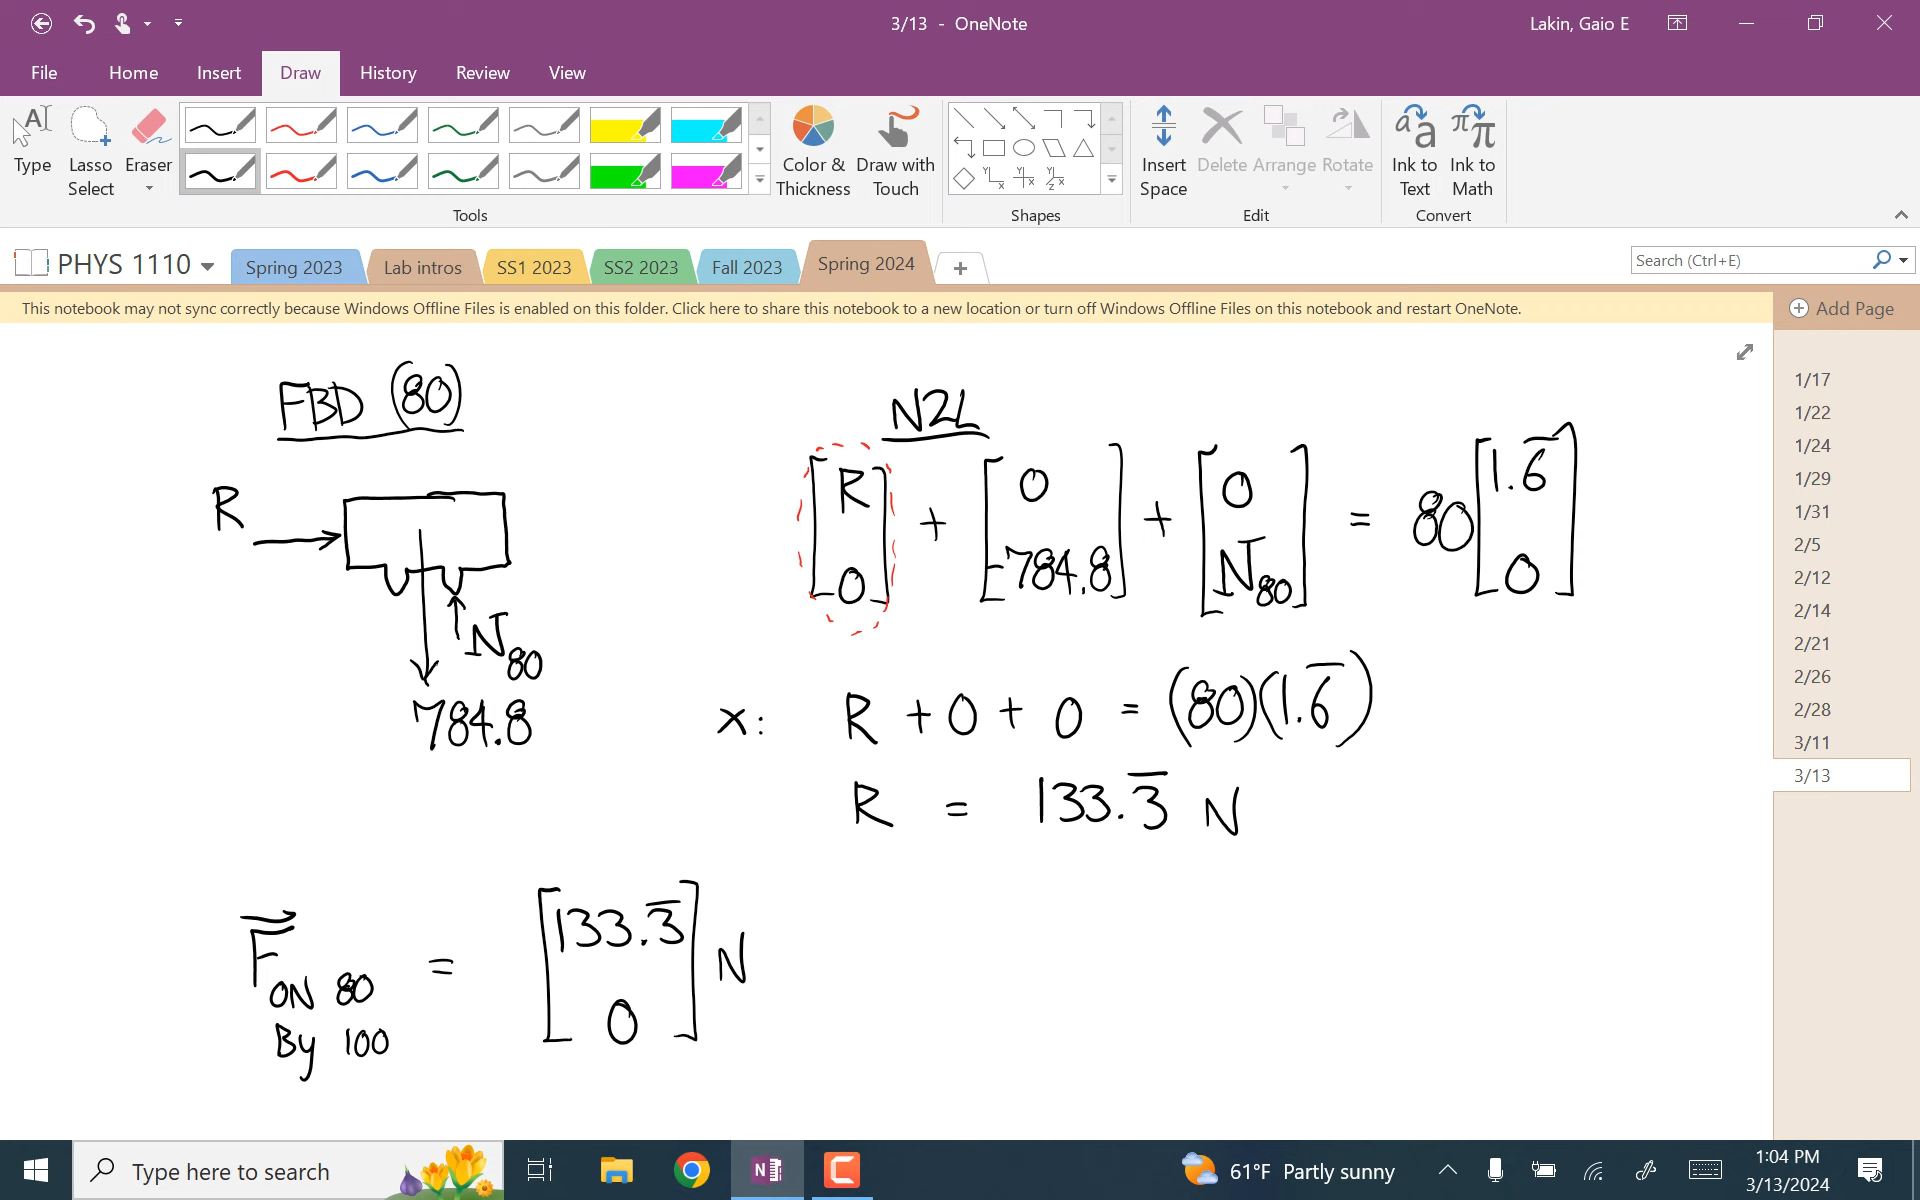 3/13 - OneNote
Lakin, Gaio E
File Home Insert Draw History Review View
Type
Lasso Select
Eraser
Color & Thickness
Draw with Touch
Insert Space
Delete
Arrange
Rotate
Ink to Text
Ink to Math
Tools
Shapes
Edit
Convert
PHYS 1110
Spring 2023
Lab intros
SS1 2023
SS2 2023
Fall 2023
Spring 2024
Search (Ctrl+E)
This notebook may not sync correctly because Windows Offline Files is enabled on this folder. Click here to share this notebook to a new location or turn off Windows Offline Files on this notebook and restart OneNote.
Add Page
1/17
1/22
1/24
1/29
1/31
2/5
2/12
2/14
2/21
2/26
2/28
3/11
3/13
FBD (80)
R
N80
784.8
N2L
[R 0] + [0 -784.8] + [0 N80] = 80 [1.6̅ 0]
x: R + 0 + 0 = (80)(1.6̅)
R = 133.3̅ N
F⃗ ON 80 By 100 = [133.3̅ 0] N
Type here to search
61°F Partly sunny
1:04 PM
3/13/2024